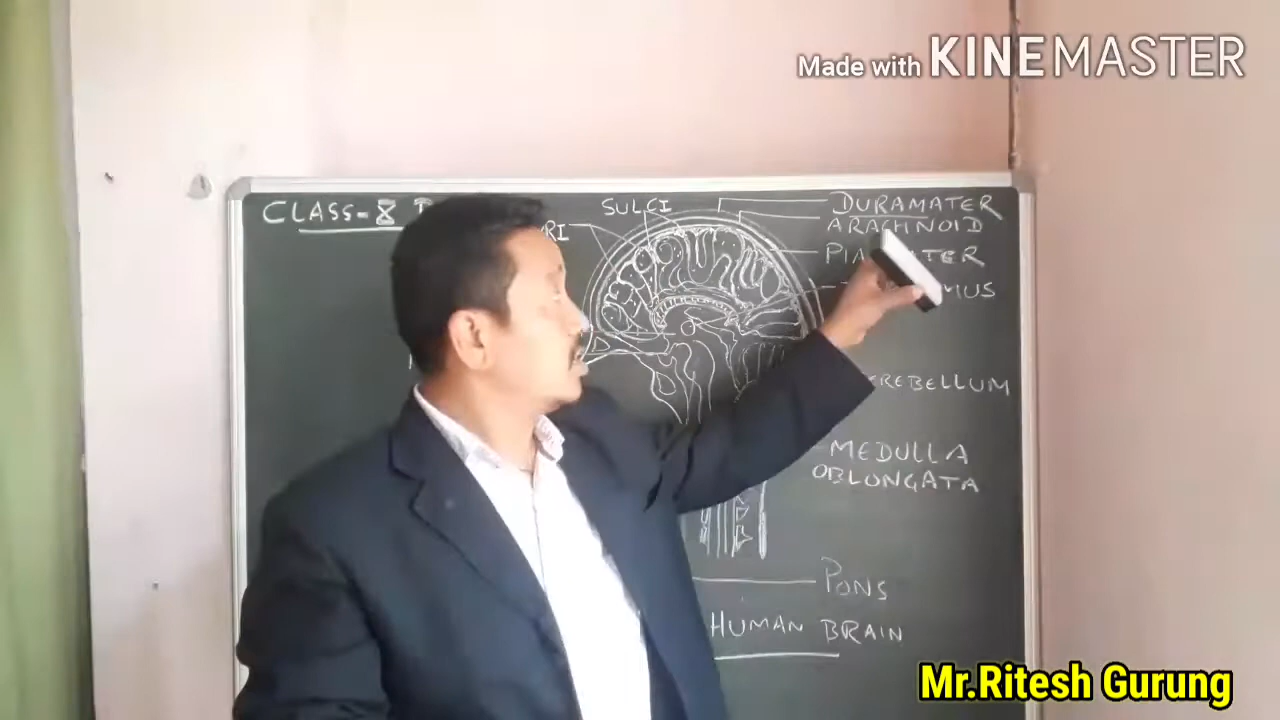 Made with KINEMASTER
CLASS=8
SULCI
DURAMATER
ARACHNOID
MEDULLA
OBLONGATA
PONS
HUMAN BRAIN
Mr.Ritesh Gurung